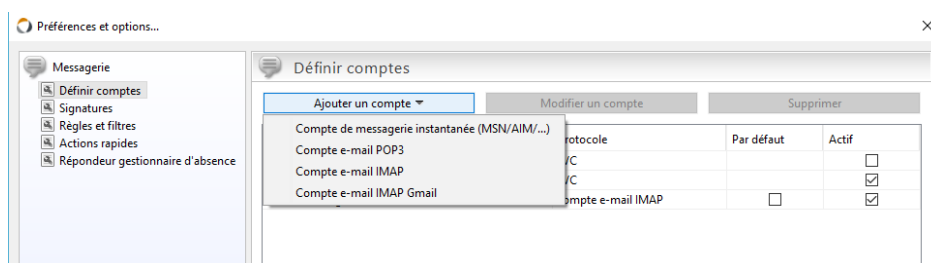 Préférences et options...
Messagerie
Définir comptes
Signatures
Règles et filtres
Actions rapides
Répondeur gestionnaire d'absence
Définir comptes
Ajouter un compte Modifier un compte Supprimer
Compte de messagerie instantanée (MSN/AIM/...)
Compte e-mail POP3
Compte e-mail IMAP
Compte e-mail IMAP Gmail
Par défaut Actif
e-mail IMAP